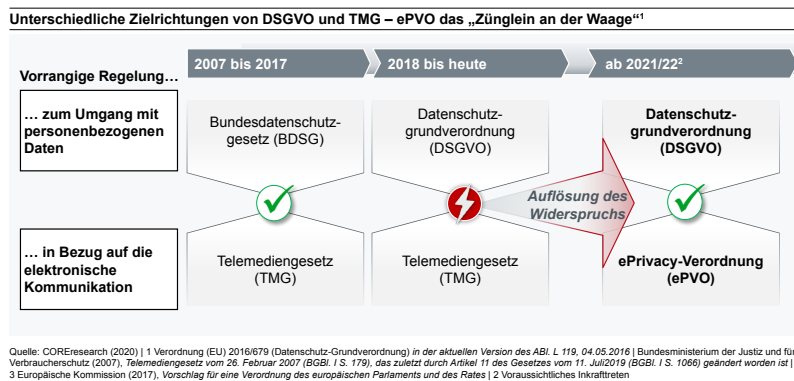 Unterschiedliche Zielrichtungen von DSGVO und TMG – ePVO das „Zünglein an der Waage“¹
Vorrangige Regelung…
2007 bis 2017
2018 bis heute
ab 2021/22²
… zum Umgang mit
personenbezogenen
Daten
Bundesdatenschutz-
gesetz (BDSG)
Datenschutz-
grundverordnung
(DSGVO)
Datenschutz-
grundverordnung
(DSGVO)
Auflösung des
Widerspruchs
… in Bezug auf die
elektronische
Kommunikation
Telemediengesetz
(TMG)
Telemediengesetz
(TMG)
ePrivacy-Verordnung
(ePVO)
Quelle: COREresearch (2020) | 1 Verordnung (EU) 2016/679 (Datenschutz-Grundverordnung) in der aktuellen Version des ABl. L 119, 04.05.2016 | Bundesministerium der Justiz und für
Verbraucherschutz (2007), Telemediengesetz vom 26. Februar 2007 (BGBl. I S. 179), das zuletzt durch Artikel 11 des Gesetzes vom 11. Juli2019 (BGBl. I S. 1066) geändert worden ist |
3 Europäische Kommission (2017), Vorschlag für eine Verordnung des europäischen Parlaments und des Rates | 2 Voraussichtliches Inkrafttreten